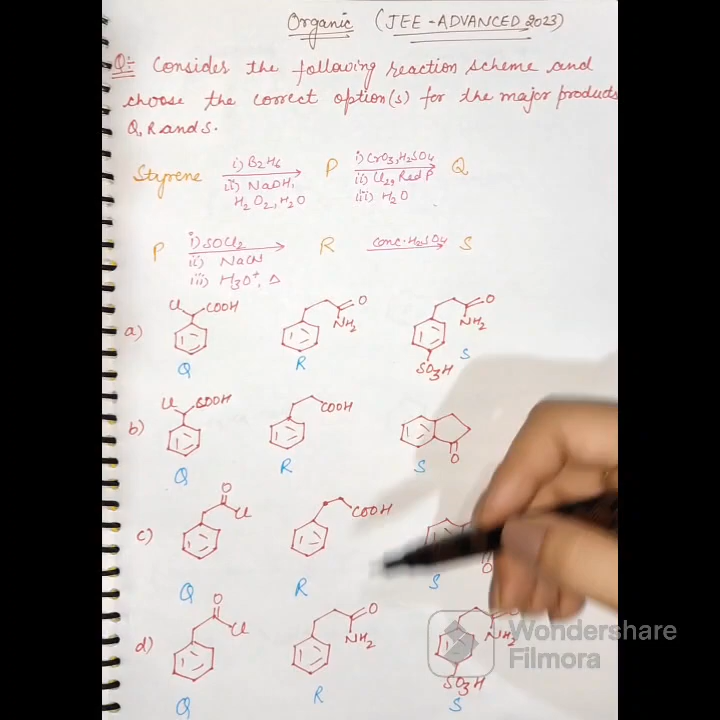 Organic (JEE-ADVANCED 2023)
Q:- Consider the following reaction scheme and
choose the correct option(s) for the major products
Q, R and S.
Styrene i) B2H6 ii) NaOH, H2O2, H2O P i) CrO3, H2SO4 ii) Cl2, Red P iii) H2O Q
P i) SOCl2 ii) NaCN iii) H3O+, Δ R conc. H2SO4 S
a) Cl COOH Q O NH2 R O NH2 SO3H S
b) Cl COOH Q COOH R O S
c) O Cl Q COOH R O S
d) O Cl Q O NH2 R NH2 SO3H S
Wondershare
Filmora